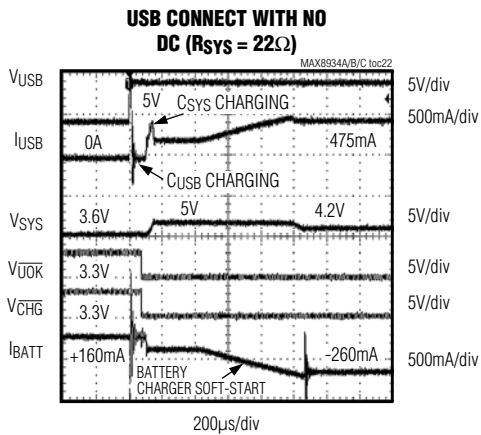 USB CONNECT WITH NO
DC (RSYS = 22Ω)
MAX8934A/B/C toc22
VUSB
5V
5V/div
CSYS CHARGING
500mA/div
IUSB
0A
475mA
CUSB CHARGING
VSYS
3.6V
5V
4.2V
5V/div
VUOK
3.3V
5V/div
VCHG
3.3V
5V/div
IBATT
+160mA
-260mA
500mA/div
BATTERY
CHARGER SOFT-START
200µs/div